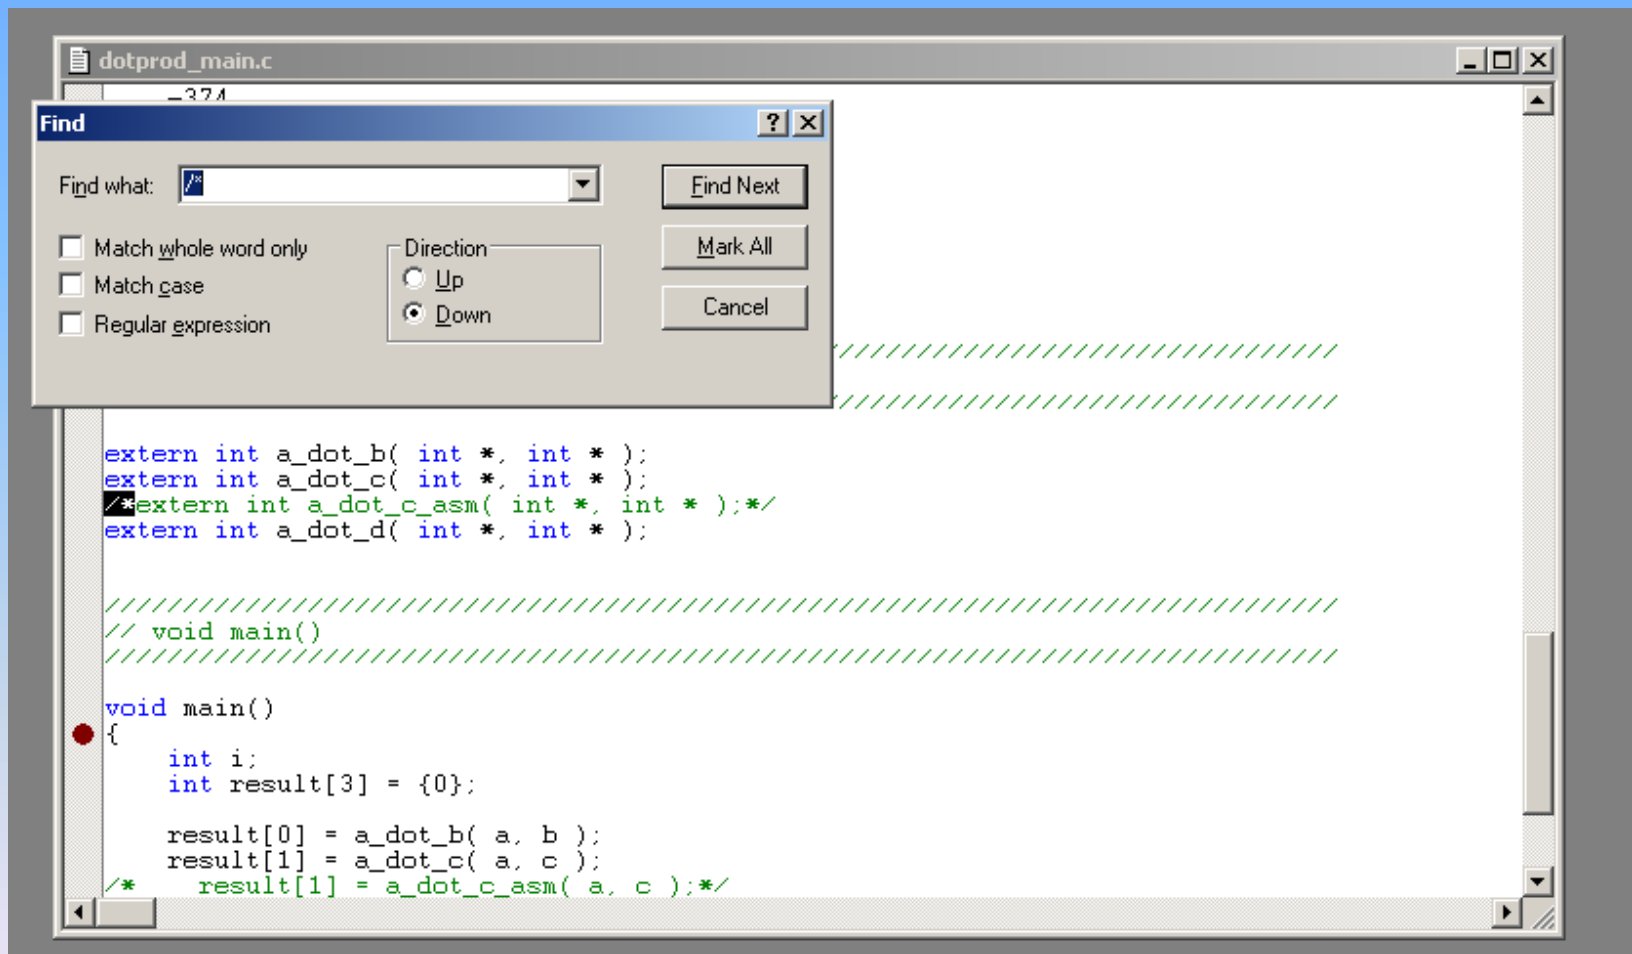 dotprod_main.c
-374
Find
Find what: /*
Find Next
Match whole word only
Direction
Mark All
Match case
Up
Cancel
Regular expression
Down
////////////////////////////////
////////////////////////////////
extern int a_dot_b( int *, int * );
extern int a_dot_c( int *, int * );
/*extern int a_dot_c_asm( int *, int * );*/
extern int a_dot_d( int *, int * );
///////////////////////////////////////////////////////////////////////////////
// void main()
///////////////////////////////////////////////////////////////////////////////
void main()
{
int i;
int result[3] = {0};
result[0] = a_dot_b( a, b );
result[1] = a_dot_c( a, c );
/*    result[1] = a_dot_c_asm( a, c );*/